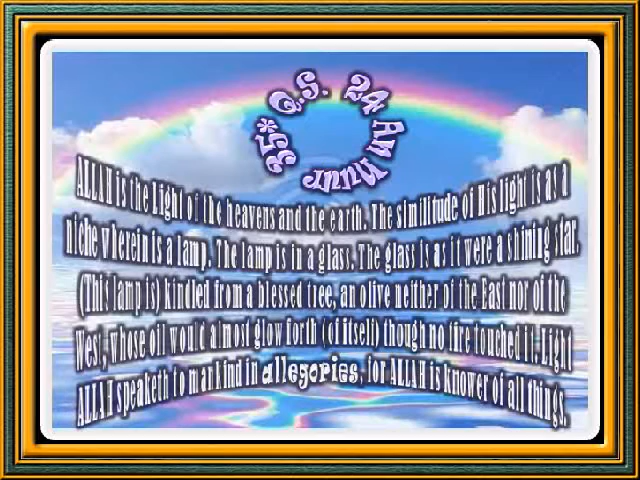 35* Q.S. 24 An Nuur
ALLAH is the Light of the heavens and the earth. The similitude of His light is as a
niche wherein is a lamp. The lamp is in a glass. The glass is as it were a shining star.
(This lamp is) kindled from a blessed tree, an olive neither of the East nor of the
West, whose oil would almost glow forth (of itself) though no fire touched it. Light
ALLAH speaketh to mankind in allegories, for ALLAH is knower of all things.